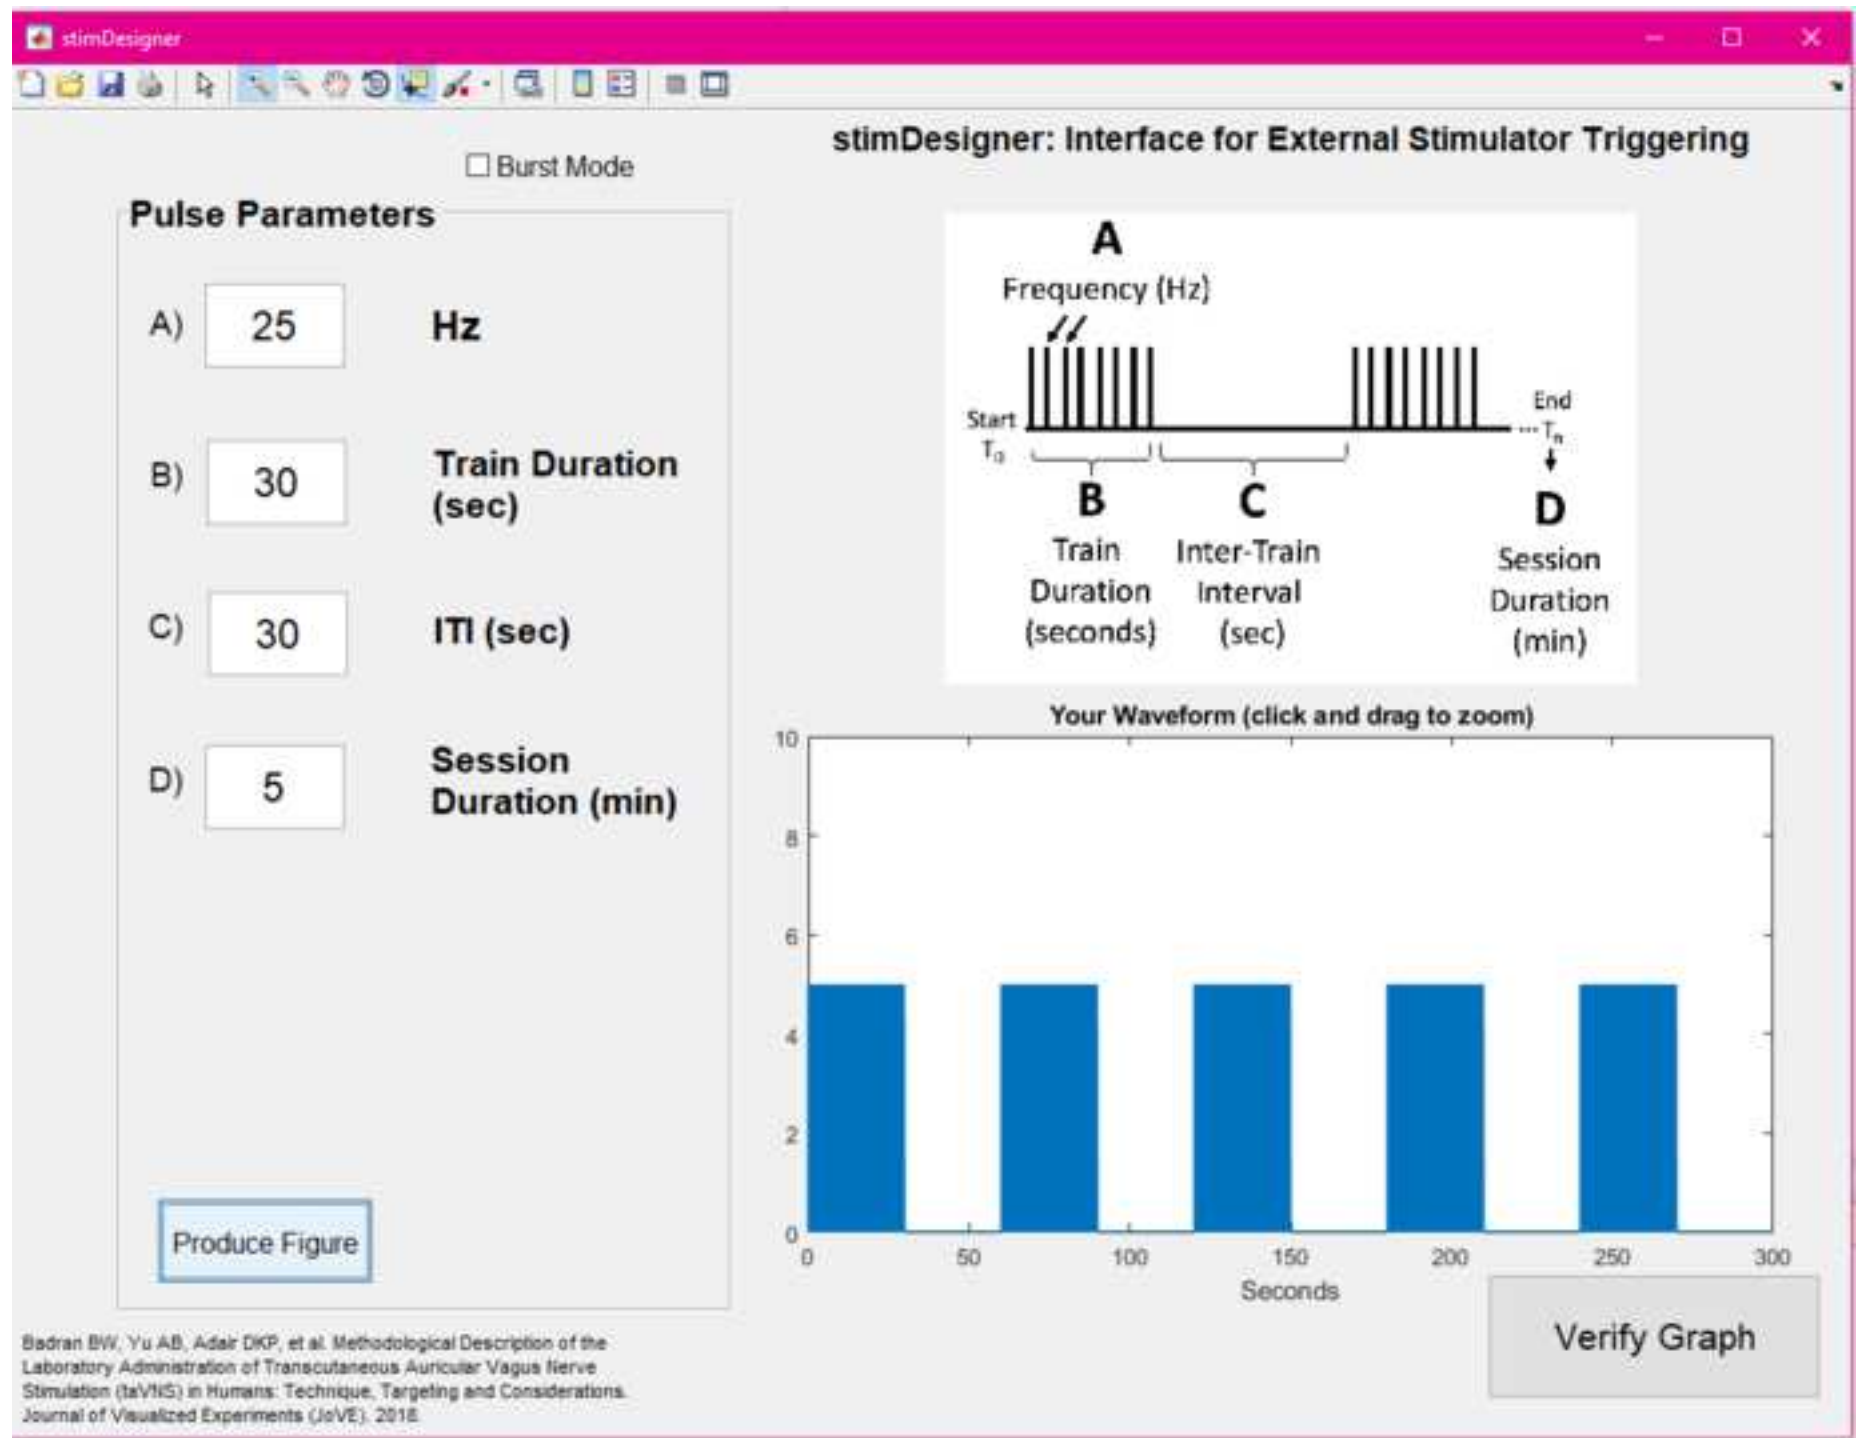 stimDesigner
stimDesigner: Interface for External Stimulator Triggering
Burst Mode
Pulse Parameters
A) 25 Hz
B) 30 Train Duration
(sec)
C) 30 ITI (sec)
D) 5 Session
Duration (min)
Produce Figure
A
Frequency (Hz)
Start
T0
End
... Tn
B
C
D
Train
Duration
(seconds)
Inter-Train
Interval
(sec)
Session
Duration
(min)
Your Waveform (click and drag to zoom)
10
8
6
4
2
0
0 50 100 150 200 250 300
Seconds
Verify Graph
Badran BW, Yu AB, Adair DKP, et al. Methodological Description of the
Laboratory Administration of Transcutaneous Auricular Vagus Nerve
Stimulation (taVNS) in Humans: Technique, Targeting and Considerations.
Journal of Visualized Experiments (JoVE). 2018.